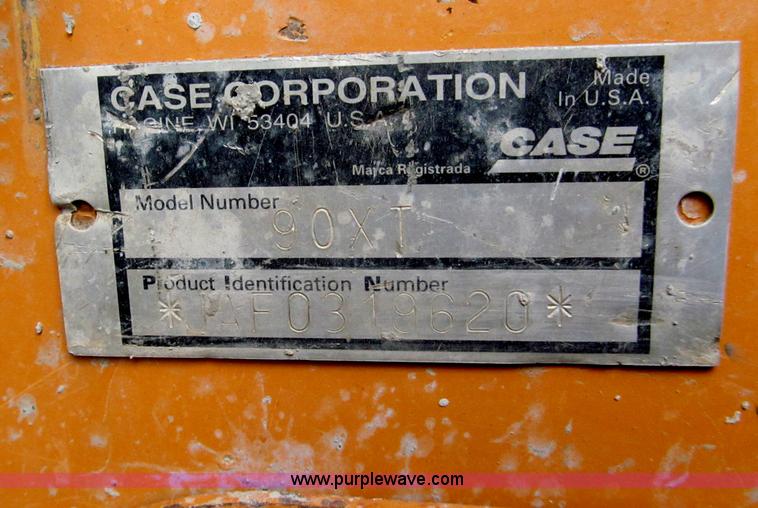 CASE CORPORATION
RACINE WI 53404 U.S.A.
Made
In U.S.A.
CASE
®
Marca Registrada
Model Number
90XT
Product Identification Number
*JAF0319620*
www.purplewave.com